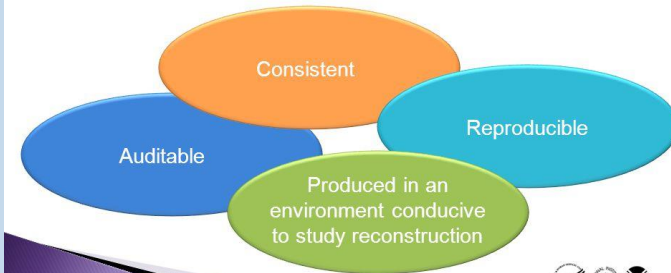 Consistent
Reproducible
Auditable
Produced in an
environment conducive
to study reconstruction